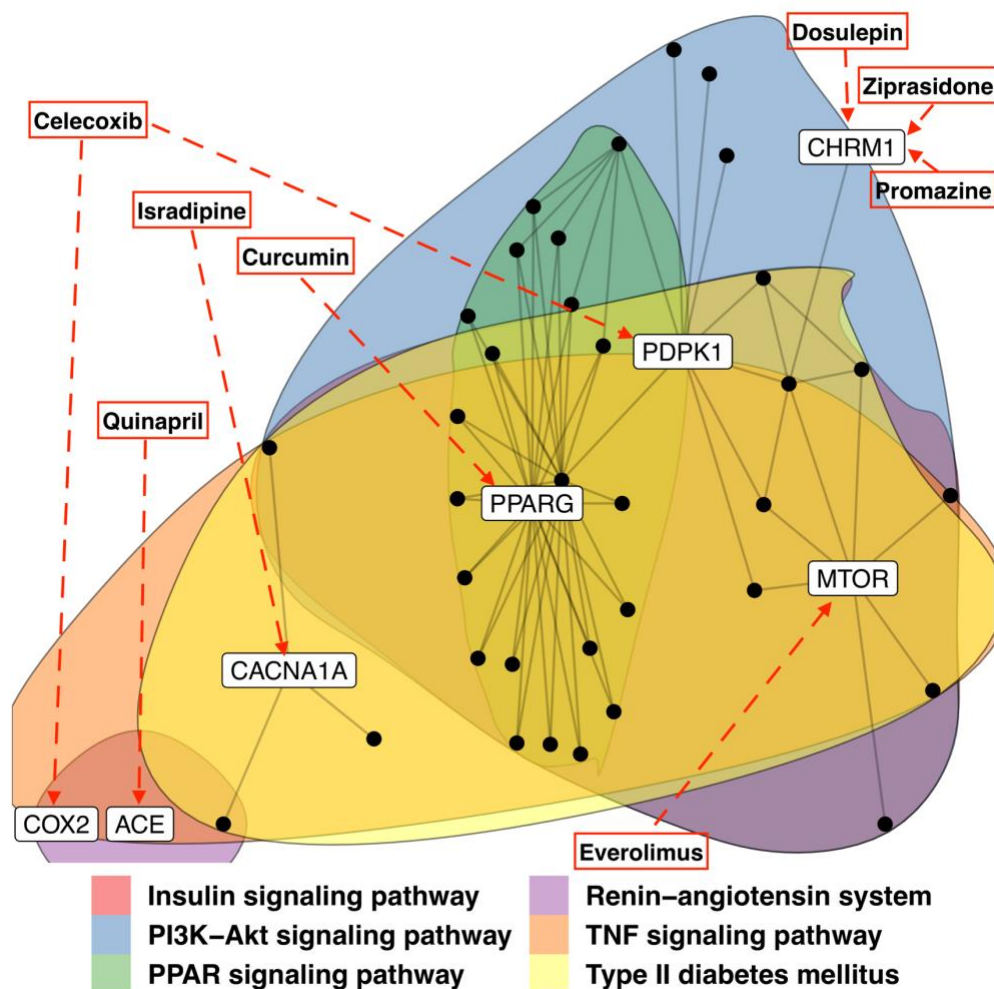 Dosulepin
Ziprasidone
Celecoxib
CHRM1
Promazine
Isradipine
Curcumin
PDPK1
Quinapril
PPARG
MTOR
CACNA1A
COX2
ACE
Everolimus
Insulin signaling pathway
PI3K−Akt signaling pathway
PPAR signaling pathway
Renin−angiotensin system
TNF signaling pathway
Type II diabetes mellitus